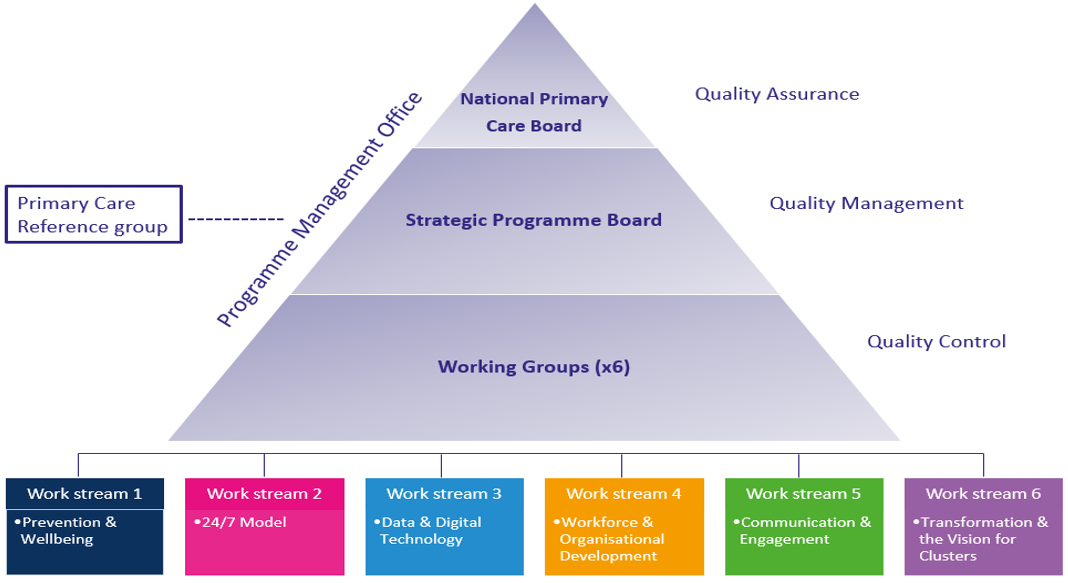 National Primary
Care Board
Quality Assurance
Programme Management Office
Primary Care
Reference group
Strategic Programme Board
Quality Management
Working Groups (x6)
Quality Control
Work stream 1
•Prevention &
Wellbeing
Work stream 2
•24/7 Model
Work stream 3
•Data & Digital
Technology
Work stream 4
•Workforce &
Organisational
Development
Work stream 5
•Communication &
Engagement
Work stream 6
•Transformation &
the Vision for
Clusters